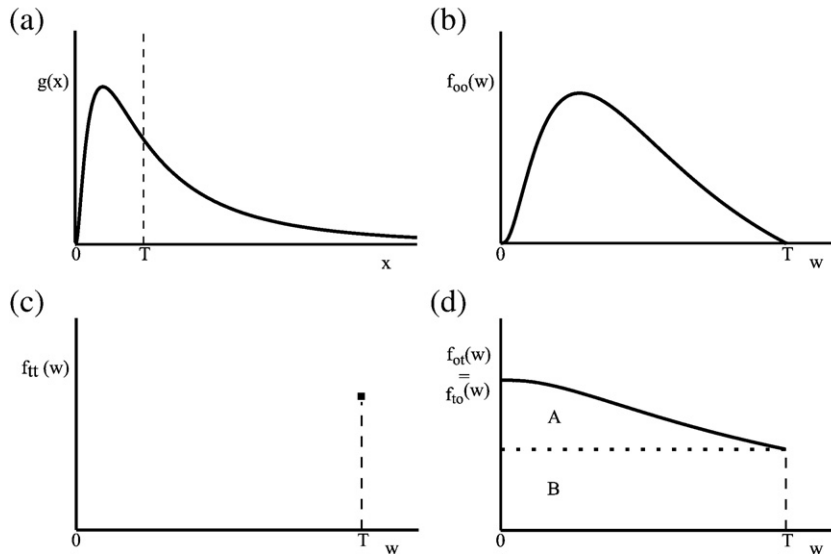 (a)
g(x)
0
T
x
(b)
f_oo(w)
0
T
w
(c)
f_tt(w)
0
T
w
(d)
f_ot(w)
=
f_to(w)
A
B
0
T
w